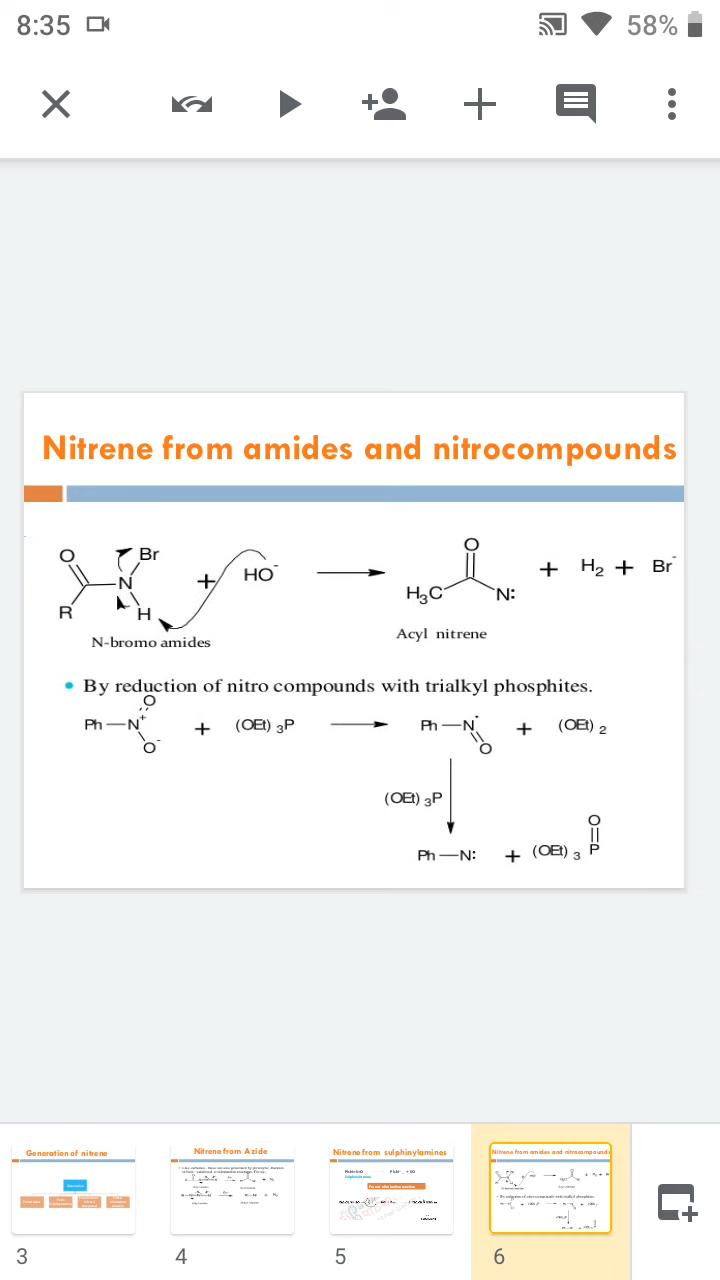 8:35 58%
Nitrene from amides and nitrocompounds
O Br
N + HO- O + H2 + Br-
R H H3C N:
N-bromo amides Acyl nitrene
By reduction of nitro compounds with trialkyl phosphites.
O
Ph—N+ + (OEt) 3P Ph—N• + (OEt) 2
O- O
(OEt) 3P
O
Ph—N: + (OEt) 3 P
Generation of nitrene Nitrene from Azide Nitrene from sulphinylamines Nitrene from amides and nitrocompounds
3 4 5 6